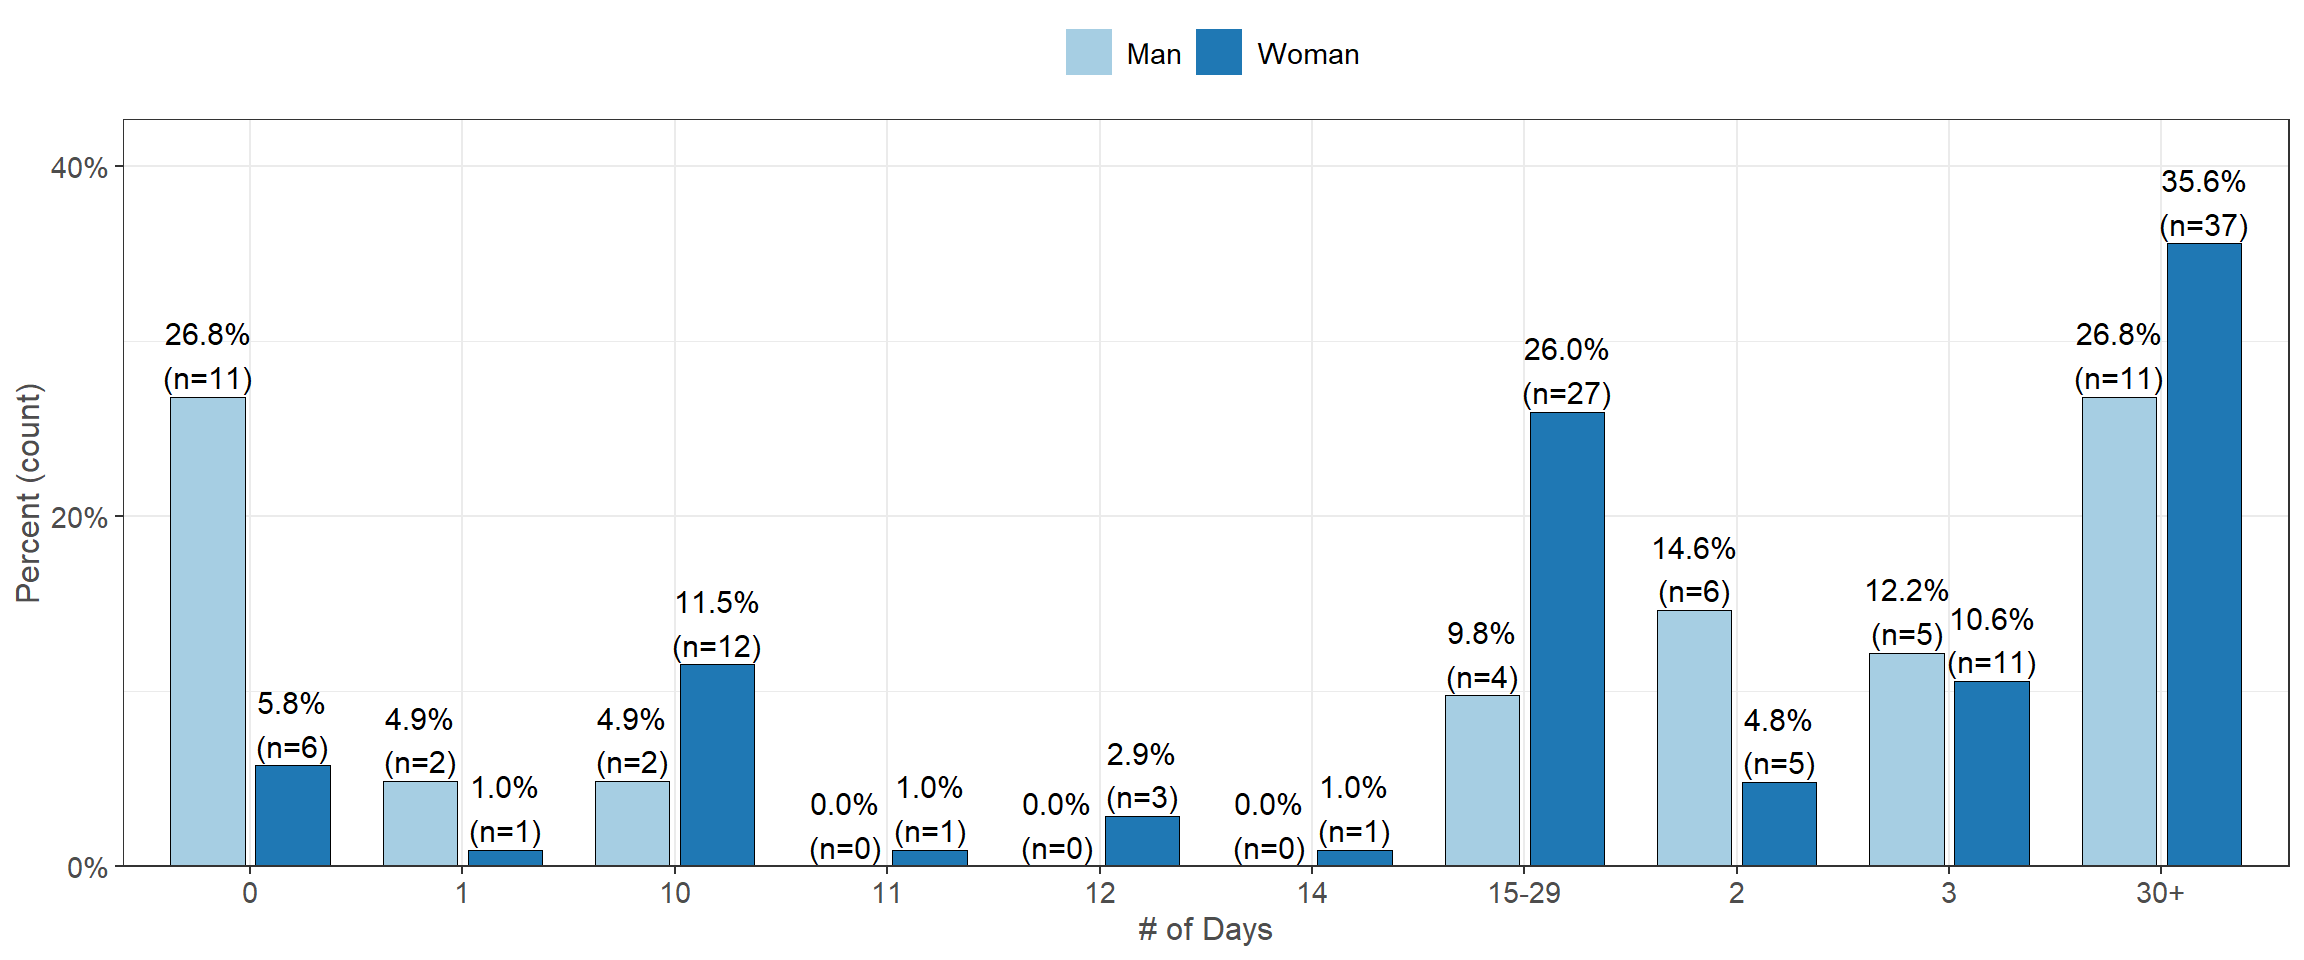 Man Woman
40%
20%
0%
Percent (count)
26.8%
(n=11)
5.8%
(n=6)
4.9%
(n=2)
1.0%
(n=1)
4.9%
(n=2)
11.5%
(n=12)
0.0%
(n=0)
1.0%
(n=1)
0.0%
(n=0)
2.9%
(n=3)
0.0%
(n=0)
1.0%
(n=1)
9.8%
(n=4)
26.0%
(n=27)
14.6%
(n=6)
4.8%
(n=5)
12.2%
(n=5)
10.6%
(n=11)
26.8%
(n=11)
35.6%
(n=37)
0 1 10 11 12 14 15-29 2 3 30+
# of Days